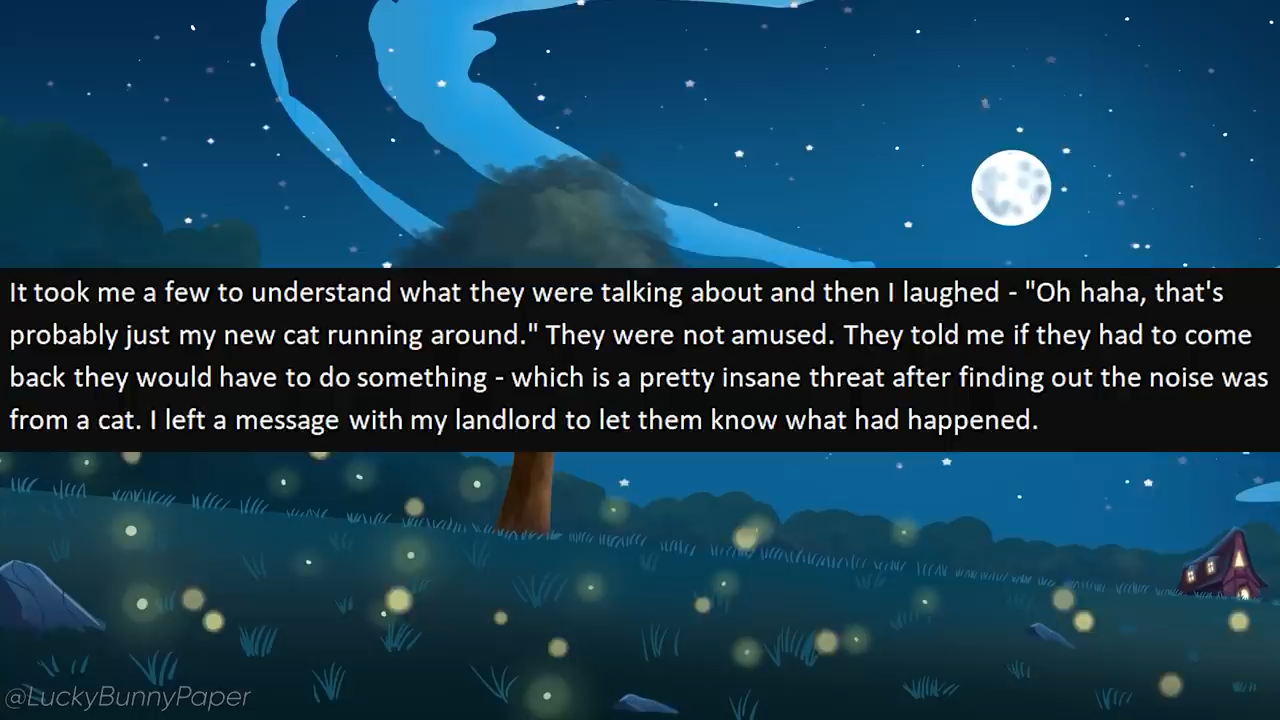 It took me a few to understand what they were talking about and then I laughed - "Oh haha, that's
probably just my new cat running around." They were not amused. They told me if they had to come
back they would have to do something - which is a pretty insane threat after finding out the noise was
from a cat. I left a message with my landlord to let them know what had happened.
@LuckyBunnyPaper